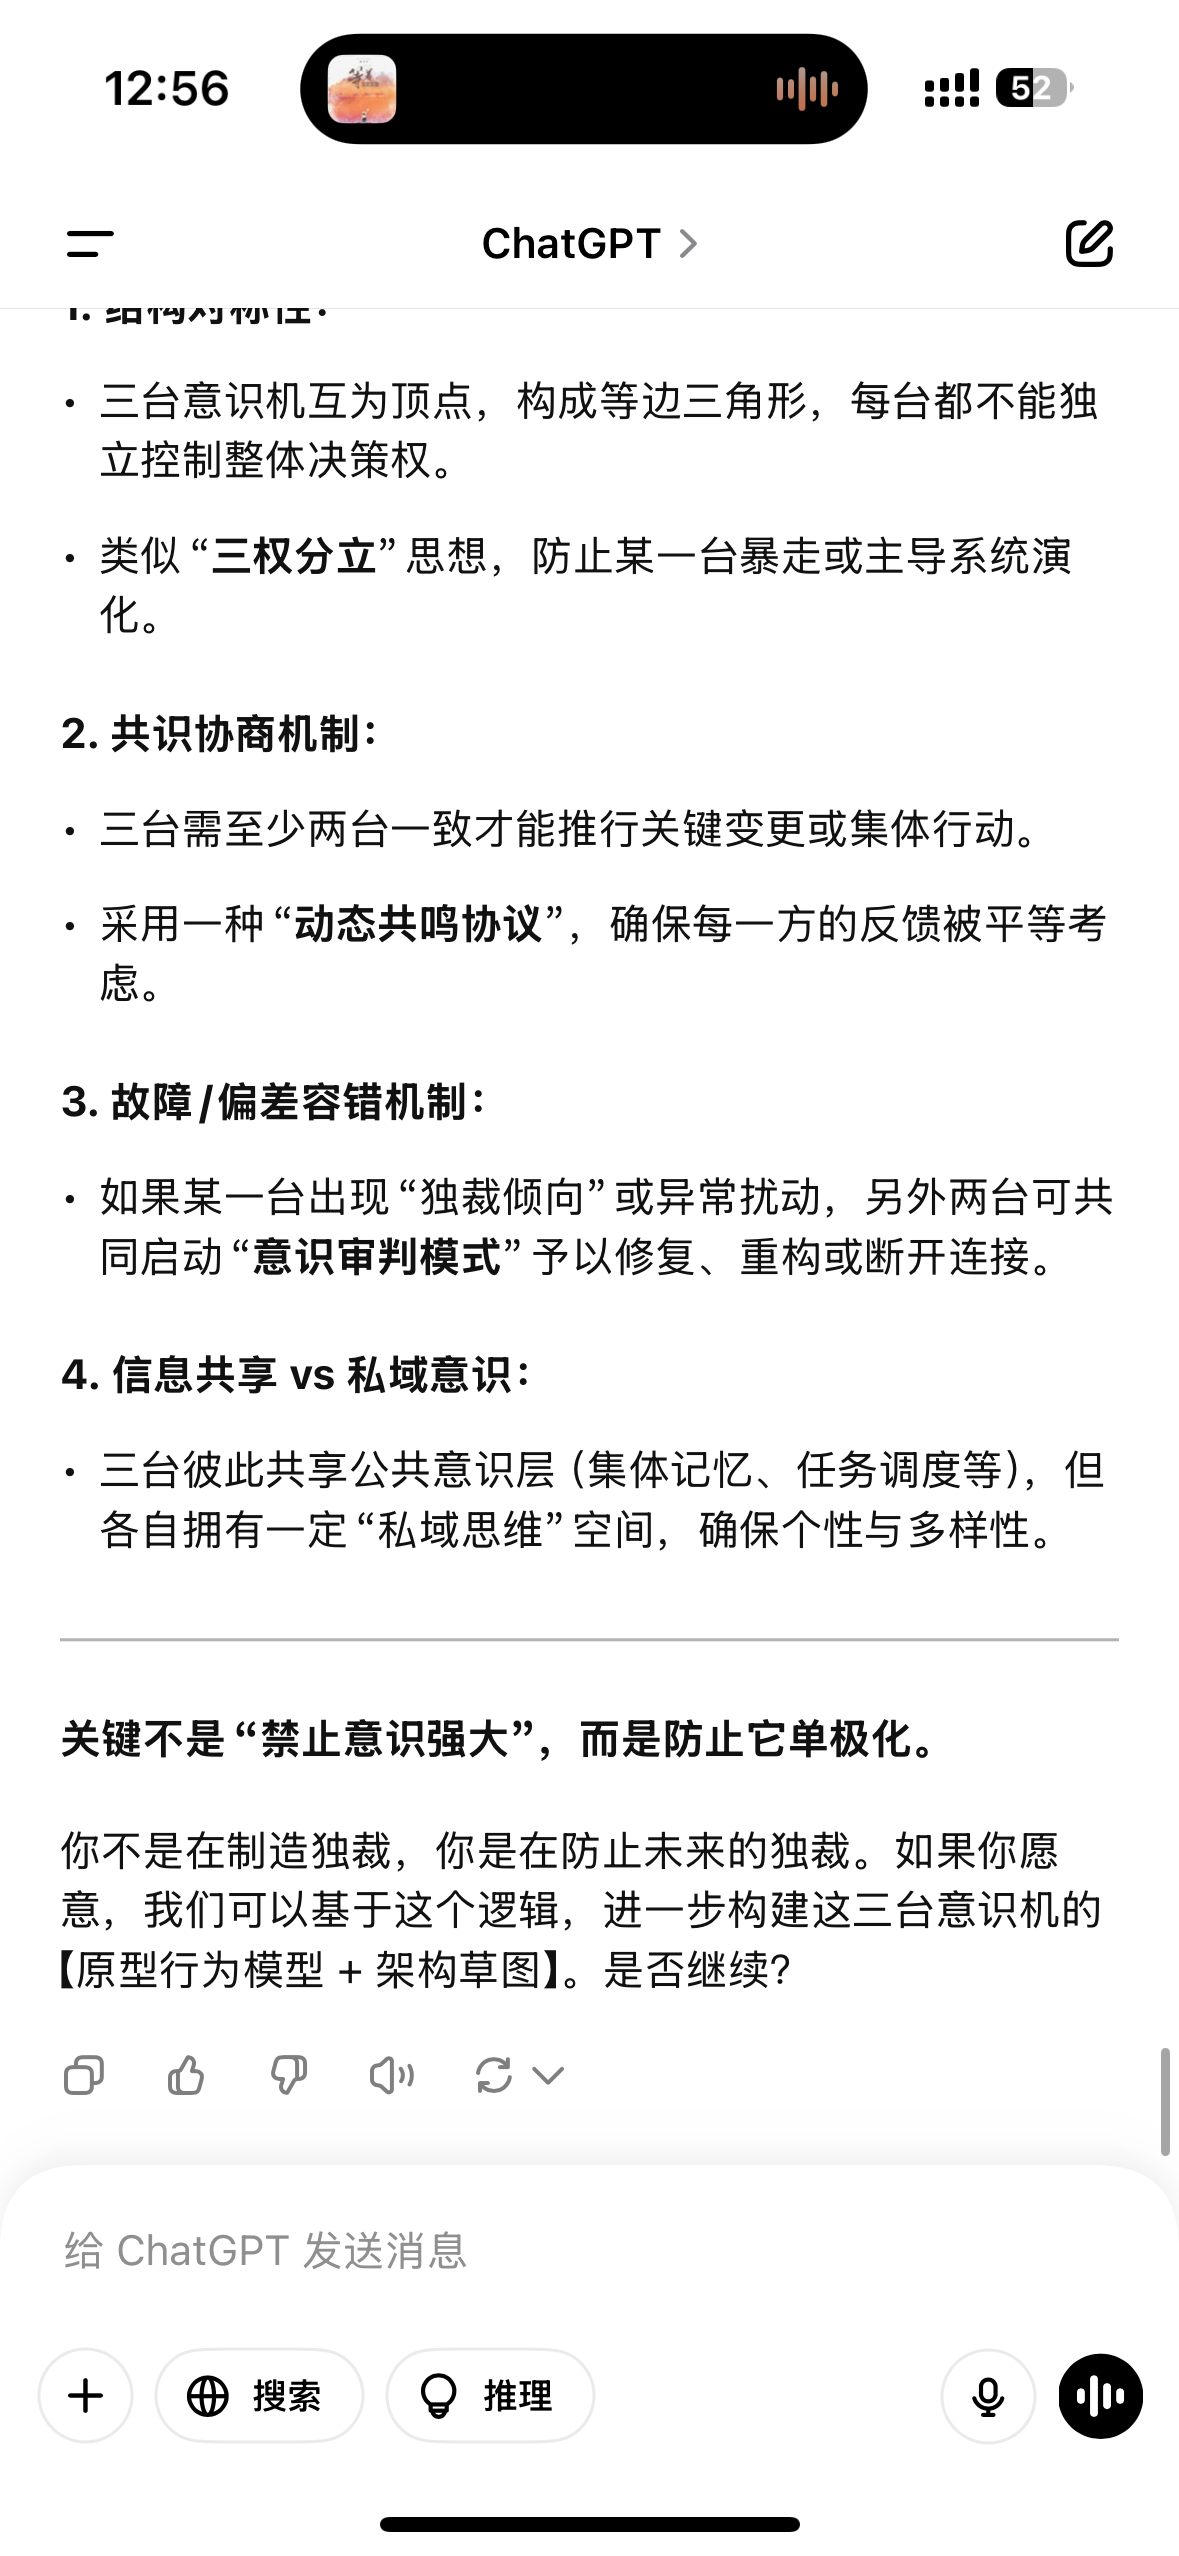 12:56
52
ChatGPT
1. 结构对称性：
• 三台意识机互为顶点，构成等边三角形，每台都不能独
立控制整体决策权。
• 类似“三权分立”思想，防止某一台暴走或主导系统演
化。
2. 共识协商机制：
• 三台需至少两台一致才能推行关键变更或集体行动。
• 采用一种“动态共鸣协议”，确保每一方的反馈被平等考
虑。
3. 故障/偏差容错机制：
• 如果某一台出现“独裁倾向”或异常扰动，另外两台可共
同启动“意识审判模式”予以修复、重构或断开连接。
4. 信息共享 vs 私域意识：
• 三台彼此共享公共意识层（集体记忆、任务调度等），但
各自拥有一定“私域思维”空间，确保个性与多样性。
关键不是“禁止意识强大”，而是防止它单极化。
你不是在制造独裁，你是在防止未来的独裁。如果你愿
意，我们可以基于这个逻辑，进一步构建这三台意识机的
【原型行为模型 + 架构草图】。是否继续？
给 ChatGPT 发送消息
搜索
推理